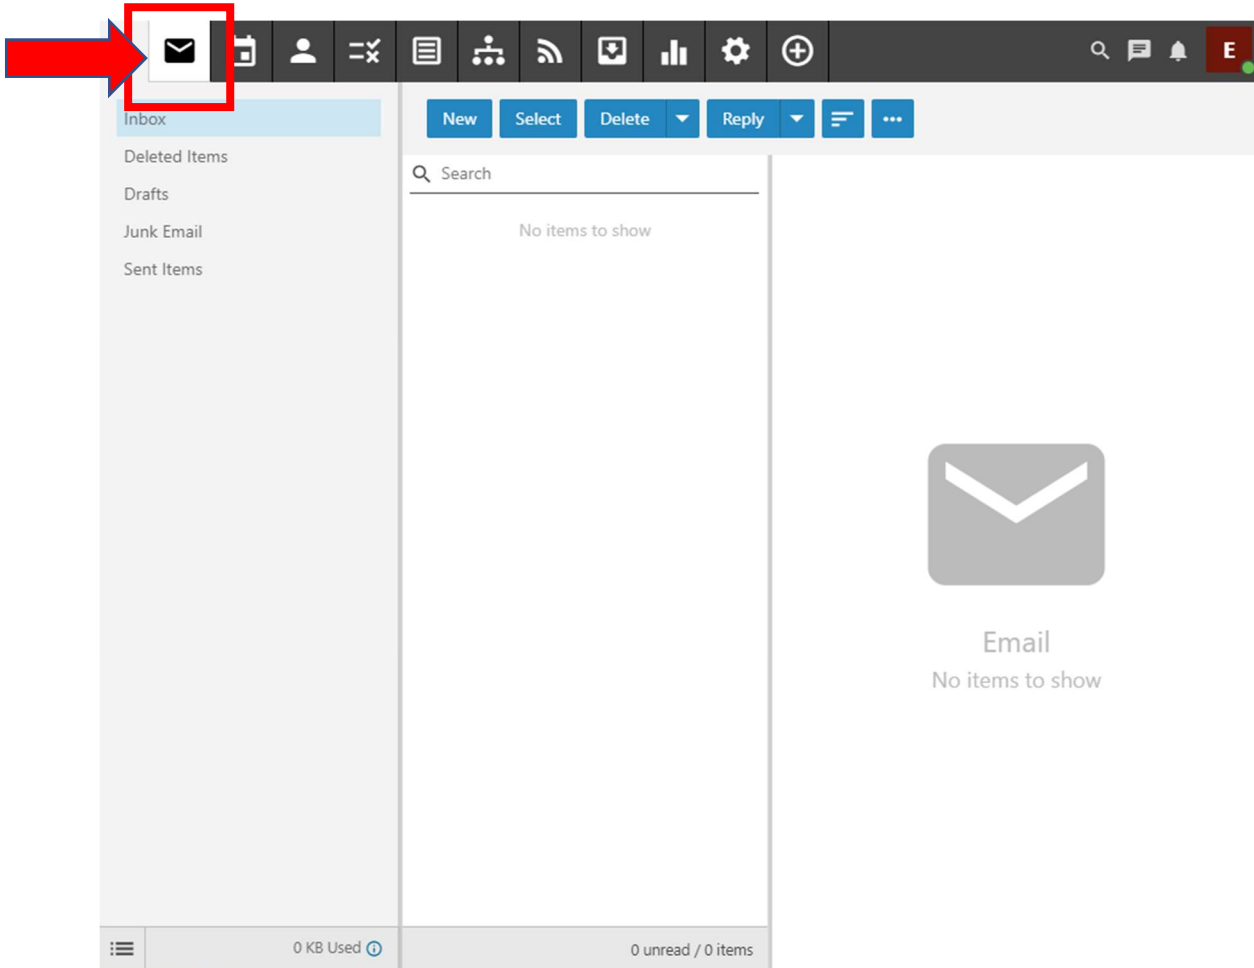 E
Inbox
Deleted Items
Drafts
Junk Email
Sent Items
New Select Delete Reply
Search
No items to show
Email
No items to show
0 KB Used
0 unread / 0 items